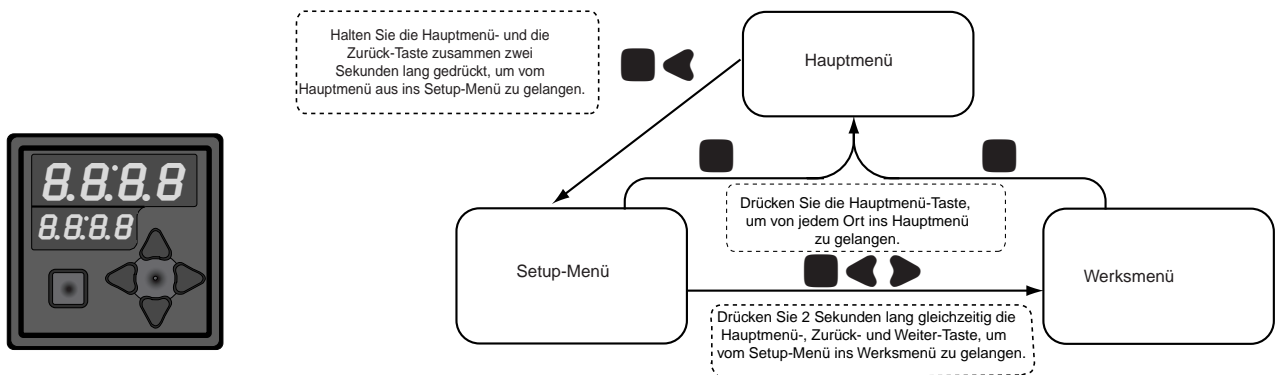 Halten Sie die Hauptmenü- und die
Zurück-Taste zusammen zwei
Sekunden lang gedrückt, um vom
Hauptmenü aus ins Setup-Menü zu gelangen.
Hauptmenü
8.8:8.8
8.8:8.8
Drücken Sie die Hauptmenü-Taste,
um von jedem Ort ins Hauptmenü
zu gelangen.
Setup-Menü
Werksmenü
Drücken Sie 2 Sekunden lang gleichzeitig die
Hauptmenü-, Zurück- und Weiter-Taste, um
vom Setup-Menü ins Werksmenü zu gelangen.